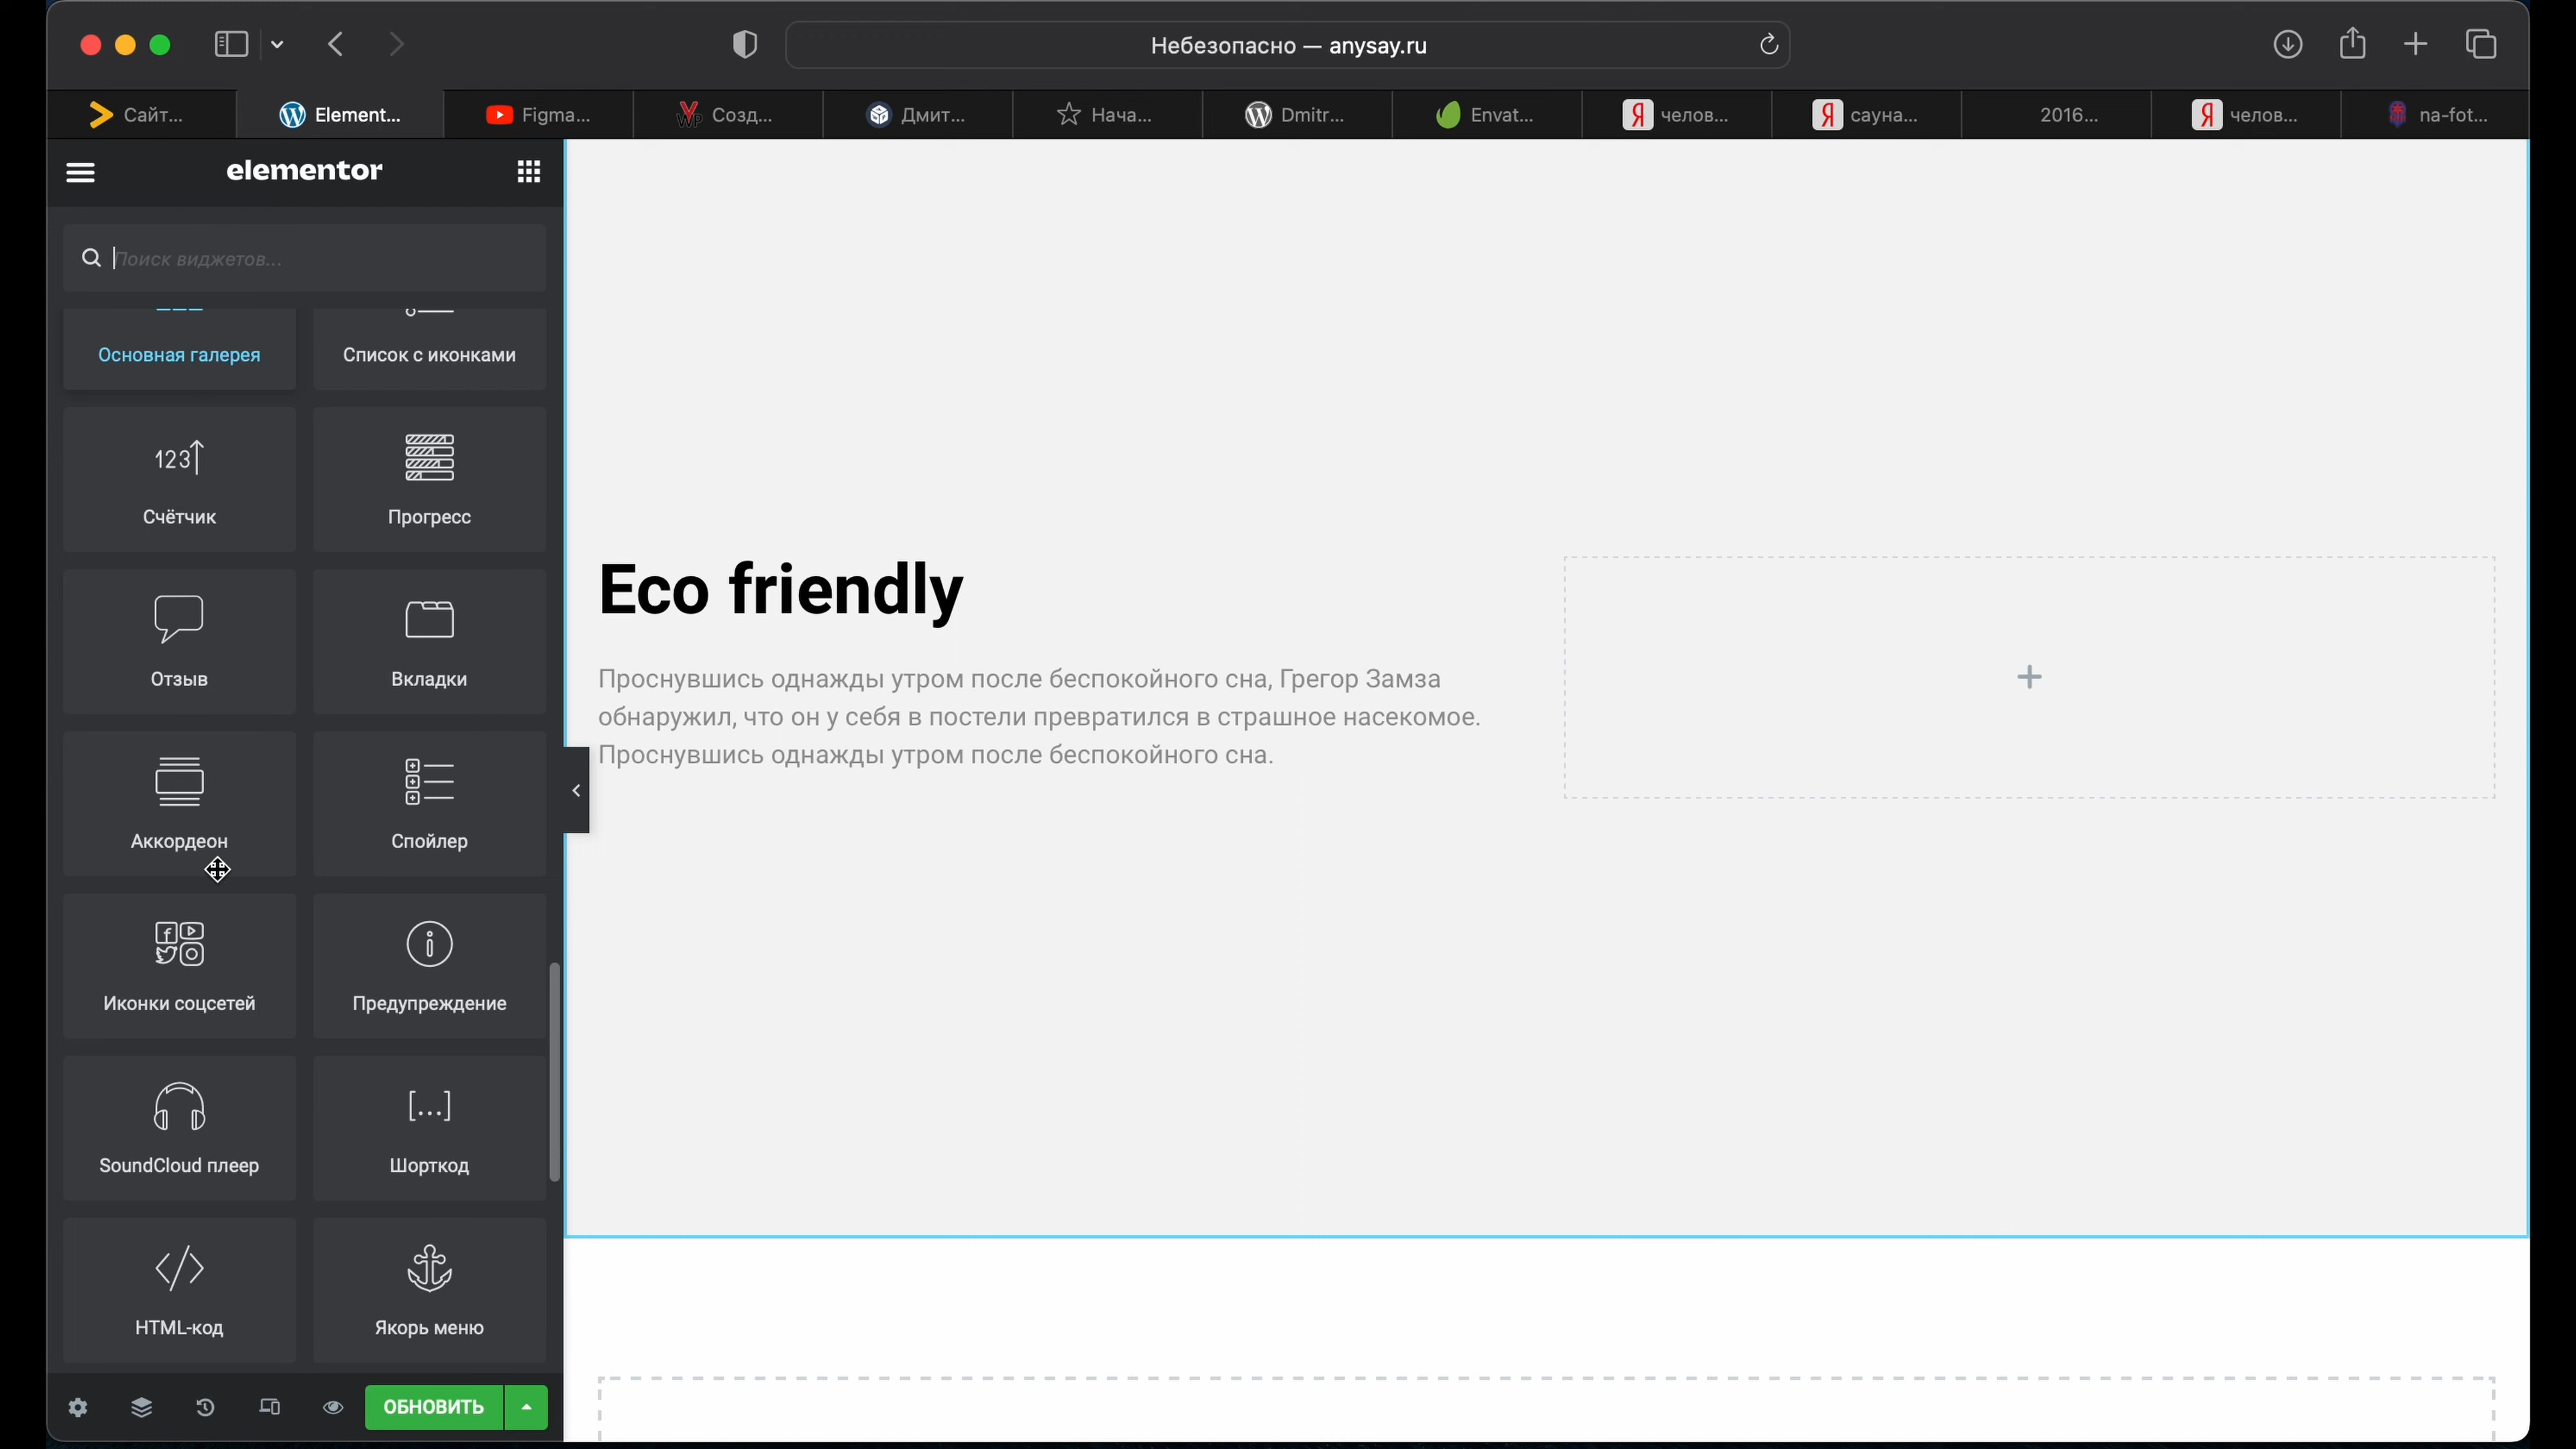 Небезопасно — anysay.ru
Сайт...
Element...
Figma...
Созд...
Дмит...
Нача...
Dmitr...
Envat...
челов...
сауна...
2016...
челов...
na-fot...
elementor
Поиск виджетов...
Основная галерея
Список с иконками
123
Счётчик
Прогресс
Отзыв
Вкладки
Аккордеон
Спойлер
Иконки соцсетей
Предупреждение
SoundCloud плеер
[...]
Шорткод
HTML-код
Якорь меню
ОБНОВИТЬ
Eco friendly
Проснувшись однажды утром после беспокойного сна, Грегор Замза
обнаружил, что он у себя в постели превратился в страшное насекомое.
Проснувшись однажды утром после беспокойного сна.